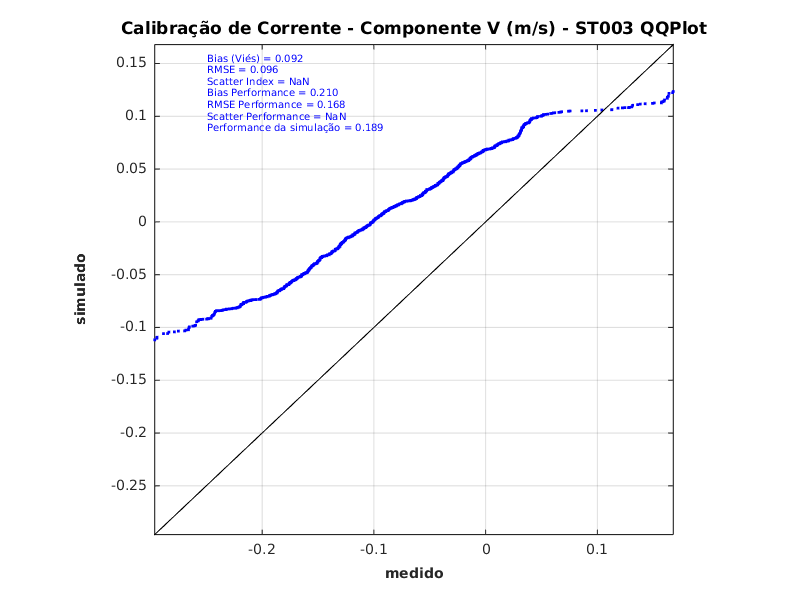 Calibração de Corrente - Componente V (m/s) - ST003 QQPlot
Bias (Viés) = 0.092
RMSE = 0.096
Scatter Index = NaN
Bias Performance = 0.210
RMSE Performance = 0.168
Scatter Performance = NaN
Performance da simulação = 0.189
0.15
0.1
0.05
0
-0.05
-0.1
-0.15
-0.2
-0.25
simulado
-0.2
-0.1
0
0.1
medido